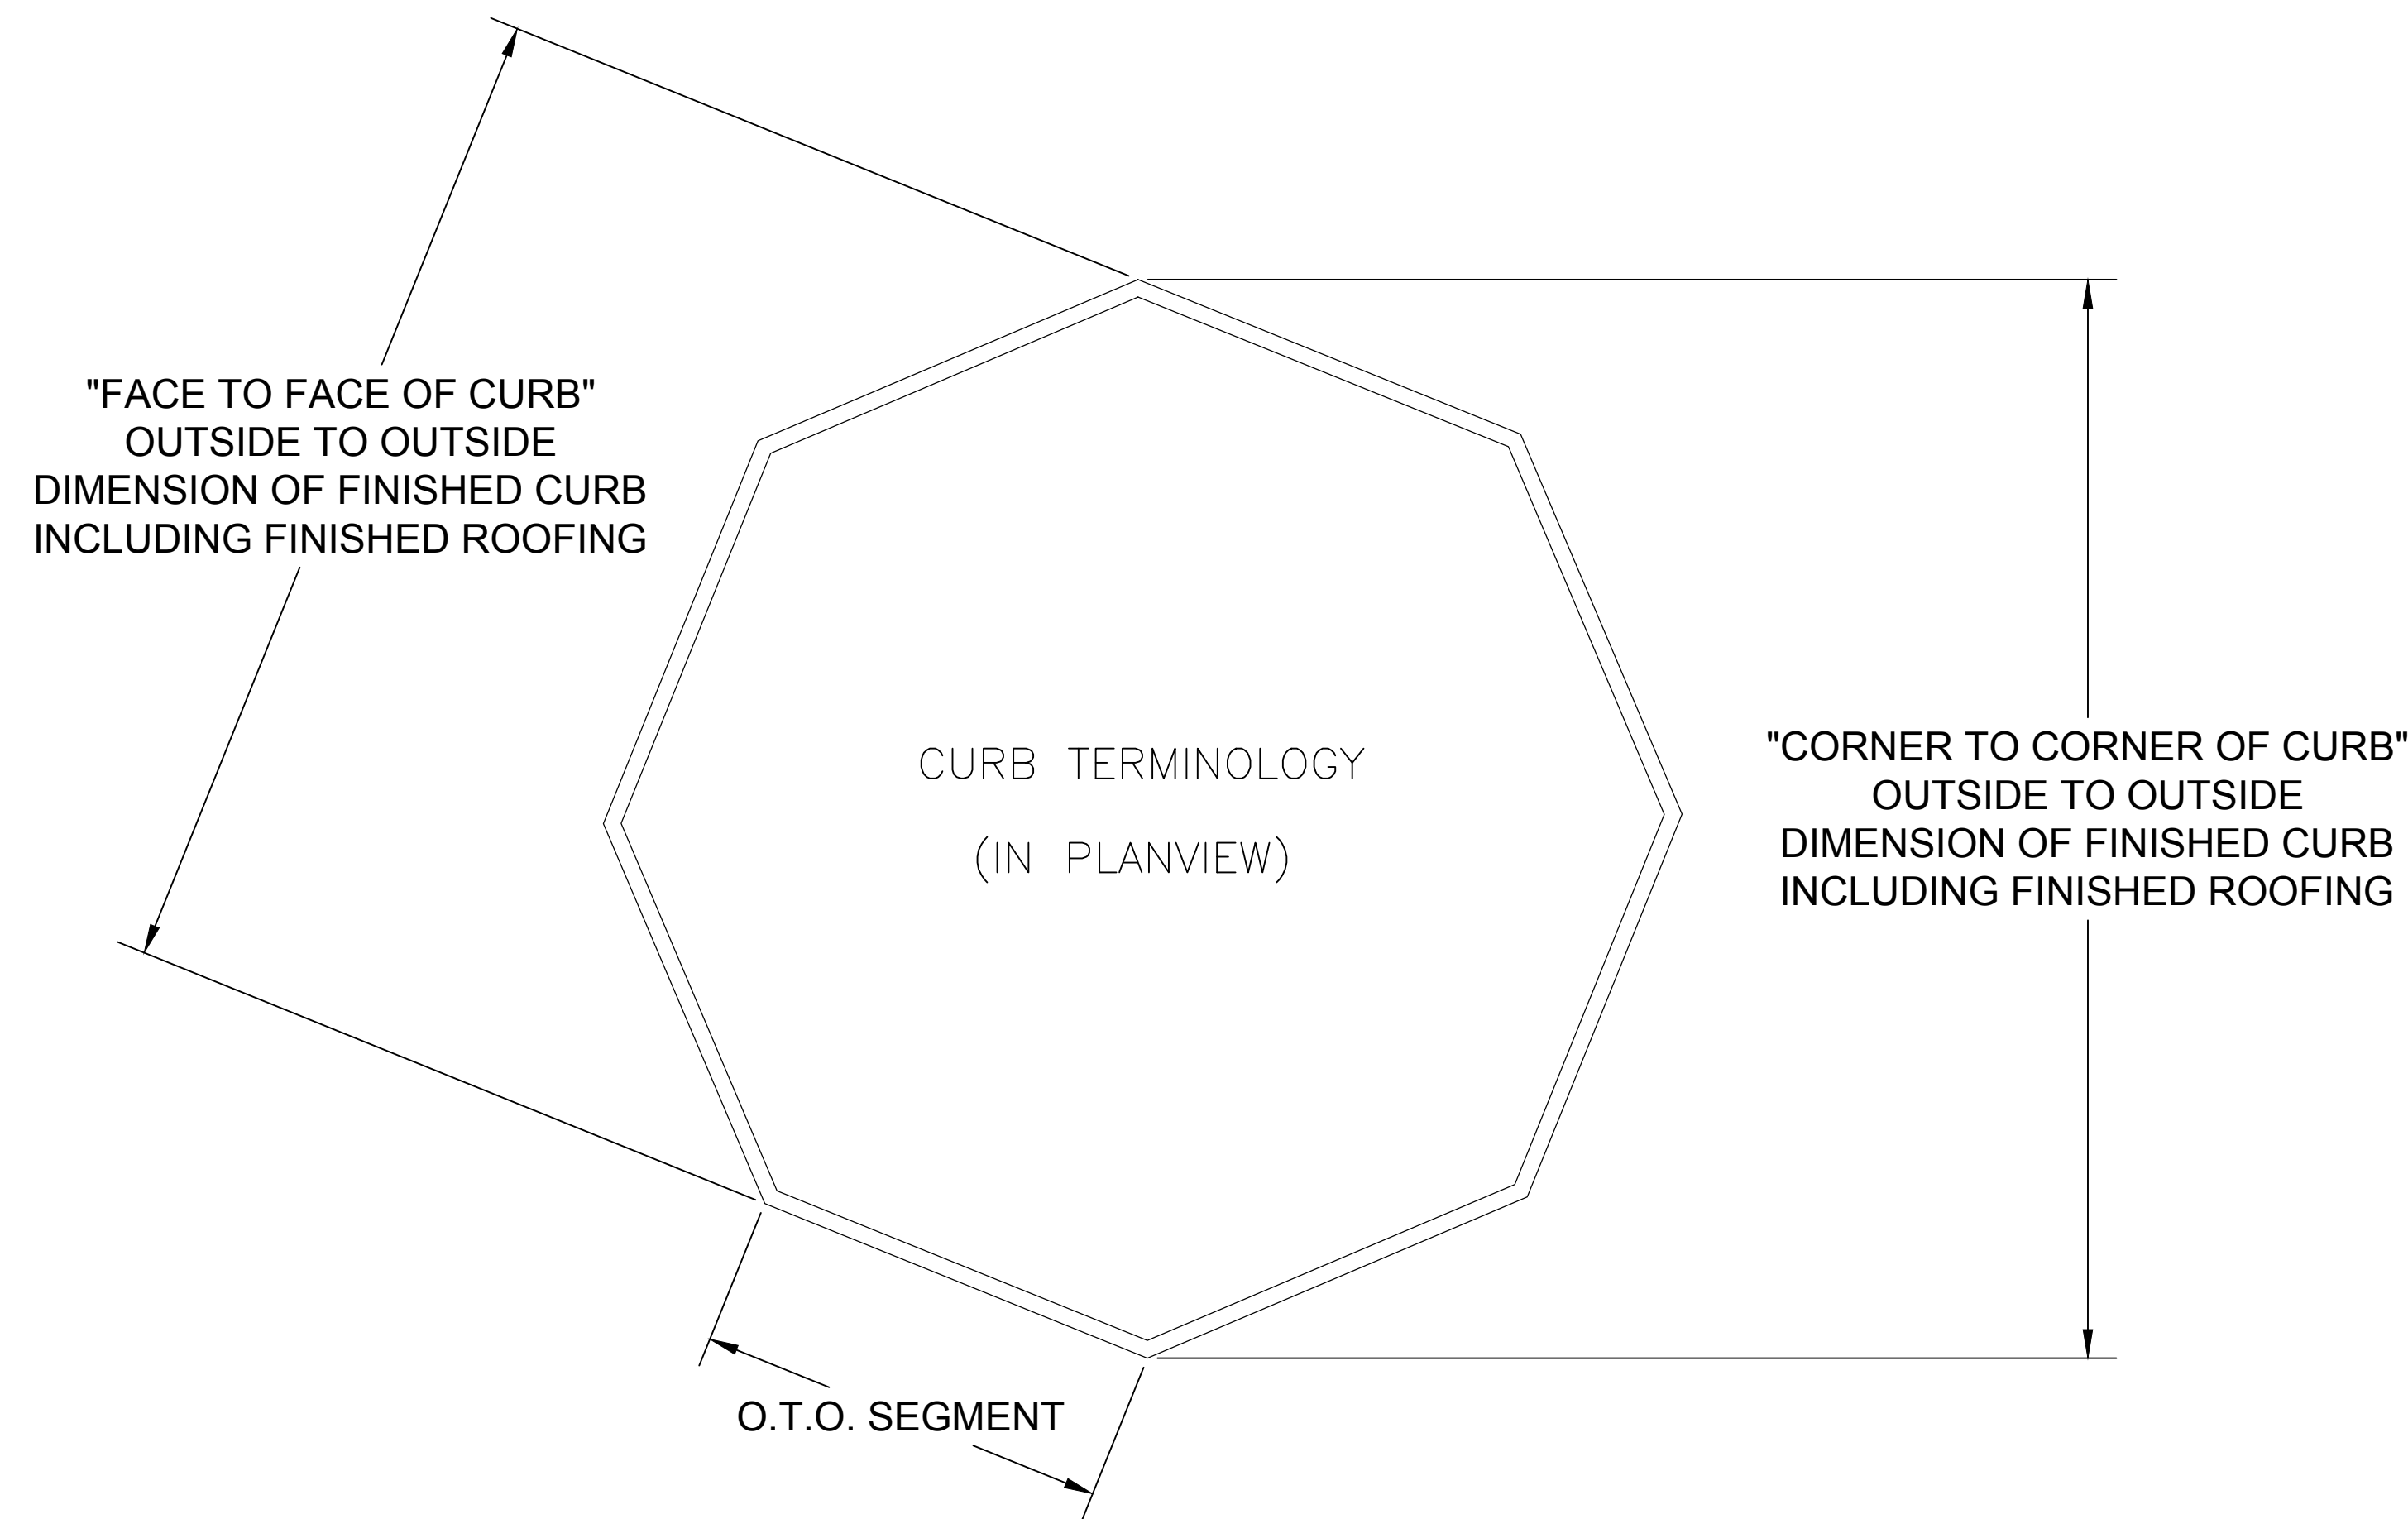 "FACE TO FACE OF CURB"
OUTSIDE TO OUTSIDE
DIMENSION OF FINISHED CURB
INCLUDING FINISHED ROOFING
CURB TERMINOLOGY
(IN PLANVIEW)
"CORNER TO CORNER OF CURB"
OUTSIDE TO OUTSIDE
DIMENSION OF FINISHED CURB
INCLUDING FINISHED ROOFING
O.T.O. SEGMENT